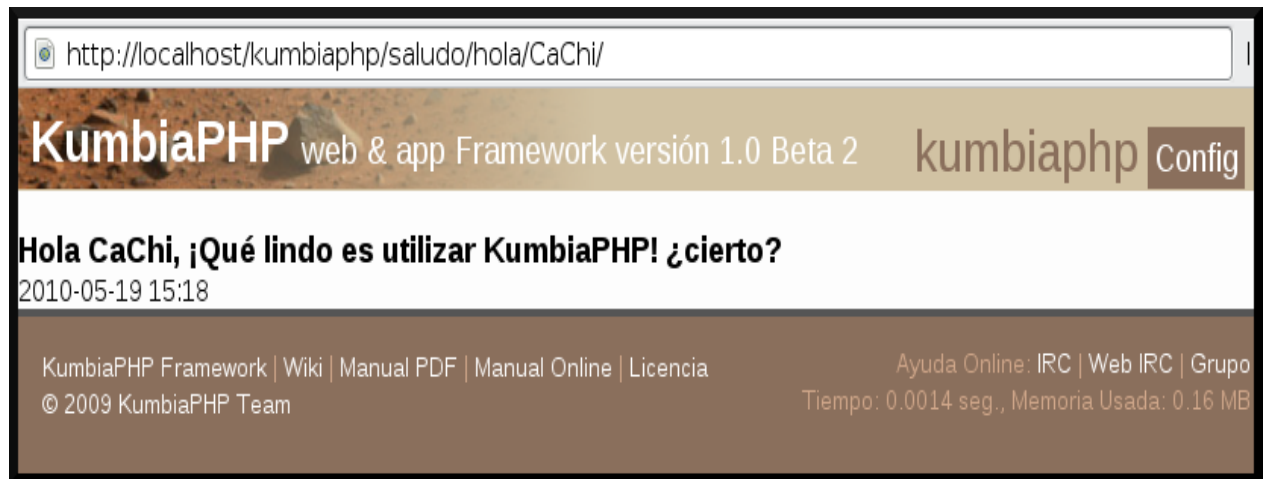 http://localhost/kumbiaphp/saludo/hola/CaChi/
KumbiaPHP web & app Framework versión 1.0 Beta 2 kumbiaphp Config
Hola CaChi, ¡Qué lindo es utilizar KumbiaPHP! ¿cierto?
2010-05-19 15:18
KumbiaPHP Framework | Wiki | Manual PDF | Manual Online | Licencia Ayuda Online: IRC | Web IRC | Grupo
© 2009 KumbiaPHP Team Tiempo: 0.0014 seg., Memoria Usada: 0.16 MB